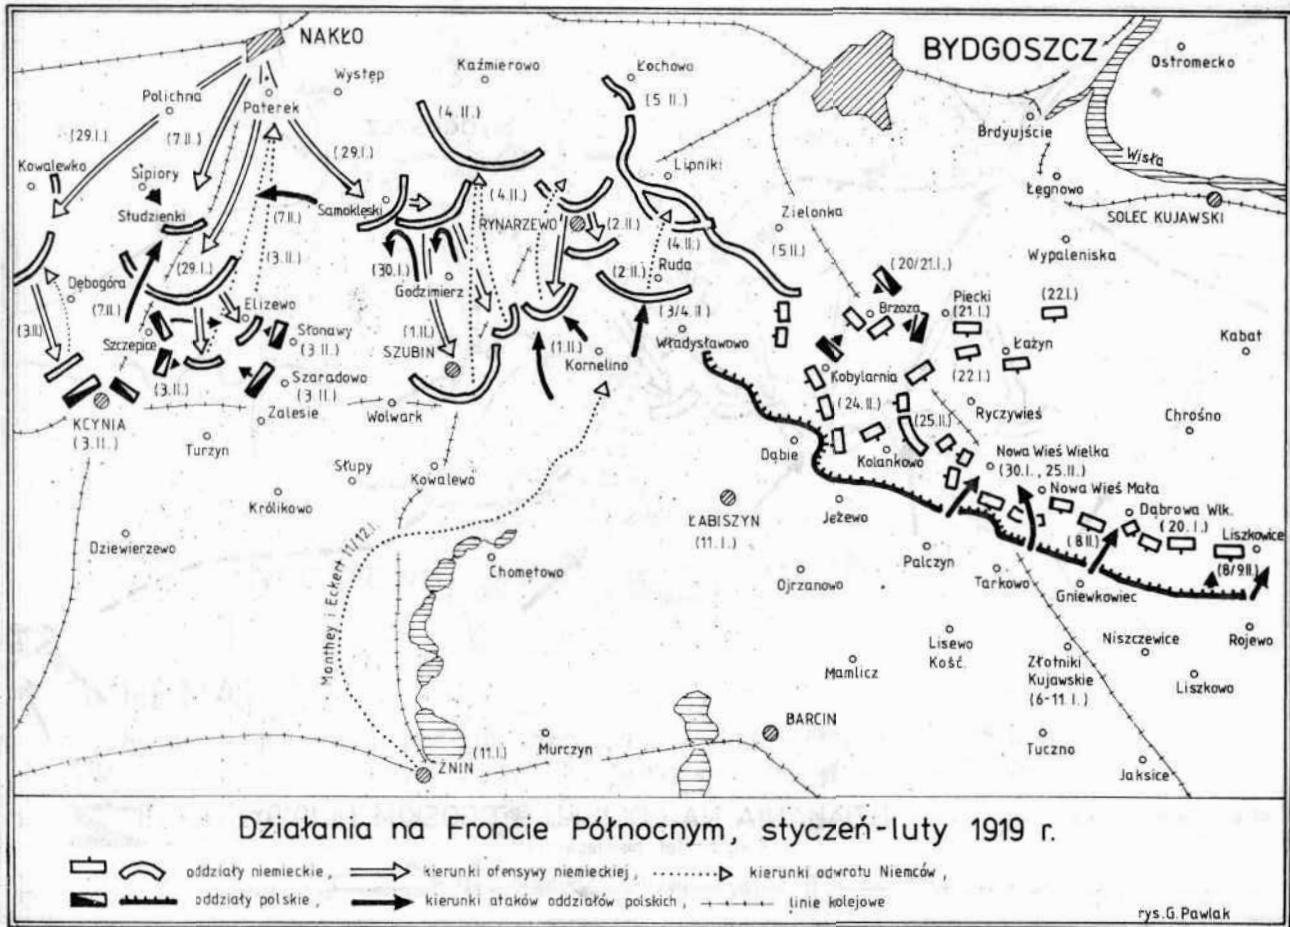 NAKŁO
BYDGOSZCZ
Ostromecko
Kaźmierowo
Łochowo
Występ
Polichna
Paterek
(4.II.)
(5 II.)
(29.I.)
(7.II.)
Brdyujście
Kowalewko
Sipiory
(29.I.)
Lipniki
Wisła
Łęgnowo
Studzienki
Samoklęski
(7.II.)
(4.II.)
RYNARZEWO
(2.II.)
Zielonka
SOLEC KUJAWSKI
(4.II.)
(5 II.)
Wypaleniska
(29.I.)
(3.II.)
(30.I.)
(2.II.)
Ruda
(20/21.I.)
Dębogóra
Godzimierz
Piecki
(21.I.)
(22.I.)
(7.II.)
Elizewo
(3/4.II.)
Brzoza
(3.II)
Szczepice
Słonawy
(3.II.)
(1.II.)
SZUBIN
(1.II.)
Kornelino
Władysławowo
Łażyn
Kabat
(3.II.)
Szaradowo
(3.II.)
Kobylarnia
(22.I.)
KCYNIA
(3.II.)
Zalesie
Wolwark
(24.II.)
Ryczywieś
(25.II.)
Chrośno
Turzyn
Dąbie
Kolankowo
Nowa Wieś Wielka
(30.I., 25.II.)
Słupy
Kowalewo
Królikowo
ŁABISZYN
(11.I.)
Jeżewo
Nowa Wieś Mała
Dąbrowa Wlk.
(20.I.)
Liszkowice
Dziewierzewo
(8 II.)
(8/9.II.)
Chometowo
Palczyn
Ojrzanowo
Tarkowo
Gniewkowiec
Manthey i Eckert 11/12.I.
Lisewo
Kość.
Niszczewice
Rojewo
Mamlicz
Złotniki
Kujawskie
(6-11.I.)
Liszkowo
BARCIN
Murczyn
(11.I.)
ŻNIN
Tuczno
Jaksice
Działania na Froncie Północnym, styczeń-luty 1919 r.
oddziały niemieckie, kierunki ofensywy niemieckiej, kierunki odwrotu Niemców,
oddziały polskie, kierunki ataków oddziałów polskich, linie kolejowe
rys.G.Pawlak